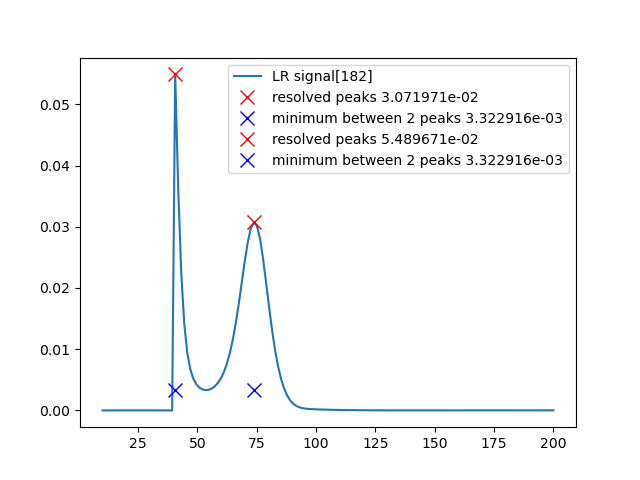 LR signal[182]
resolved peaks 3.071971e-02
minimum between 2 peaks 3.322916e-03
resolved peaks 5.489671e-02
minimum between 2 peaks 3.322916e-03
0.05
0.04
0.03
0.02
0.01
0.00
25 50 75 100 125 150 175 200